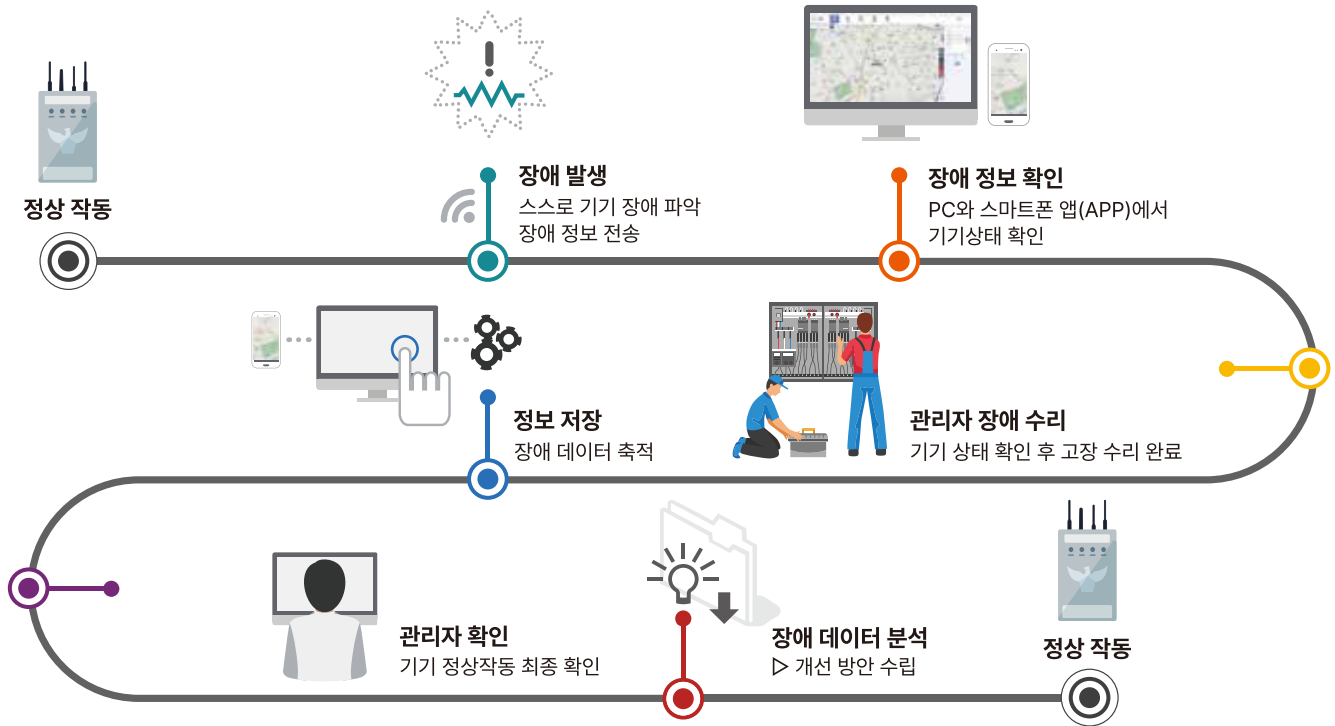 정상 작동
장애 발생
스스로 기기 장애 파악
장애 정보 전송
장애 정보 확인
PC와 스마트폰 앱(APP)에서
기기상태 확인
관리자 장애 수리
기기 상태 확인 후 고장 수리 완료
정보 저장
장애 데이터 축적
관리자 확인
기기 정상작동 최종 확인
장애 데이터 분석
▷ 개선 방안 수립
정상 작동